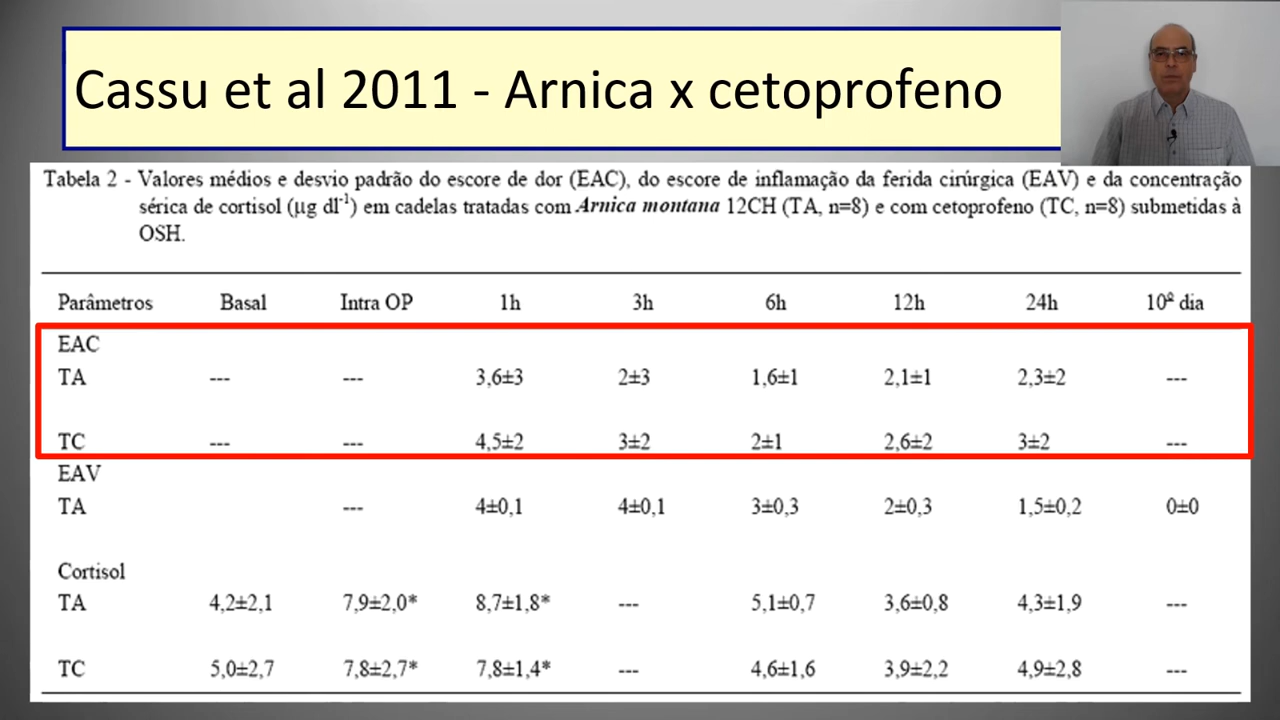 Cassu et al 2011 - Arnica x cetoprofeno
Tabela 2 - Valores médios e desvio padrão do escore de dor (EAC), do escore de inflamação da ferida cirúrgica (EAV) e da concentração
sérica de cortisol (µg dl-1) em cadelas tratadas com Arnica montana 12CH (TA, n=8) e com cetoprofeno (TC, n=8) submetidas à
OSH.
Parâmetros Basal Intra OP 1h 3h 6h 12h 24h 10º dia
EAC
TA --- --- 3,6±3 2±3 1,6±1 2,1±1 2,3±2 ---
TC --- --- 4,5±2 3±2 2±1 2,6±2 3±2 ---
EAV
TA --- 4±0,1 4±0,1 3±0,3 2±0,3 1,5±0,2 0±0
Cortisol
TA 4,2±2,1 7,9±2,0* 8,7±1,8* --- 5,1±0,7 3,6±0,8 4,3±1,9 ---
TC 5,0±2,7 7,8±2,7* 7,8±1,4* --- 4,6±1,6 3,9±2,2 4,9±2,8 ---